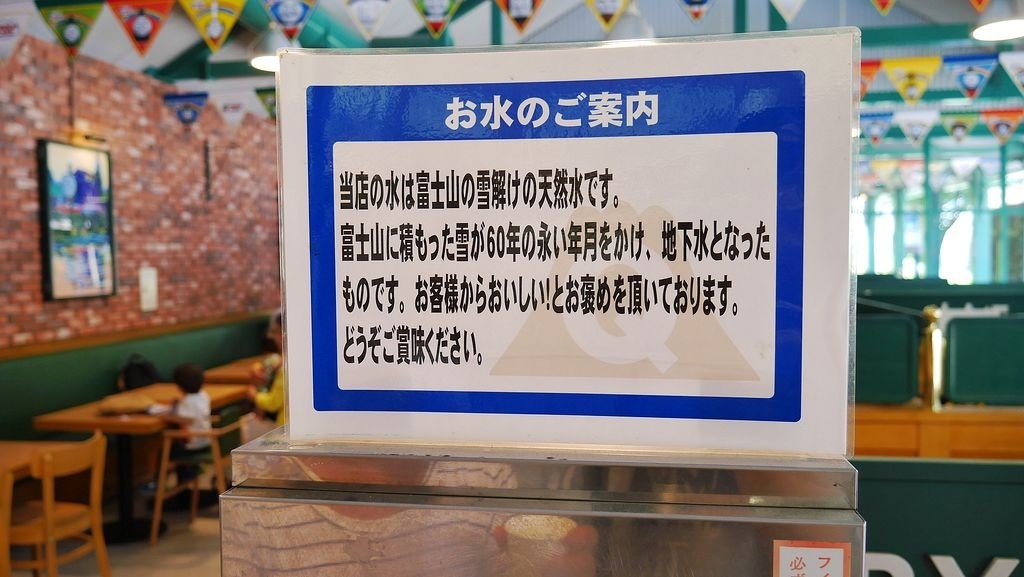 お水のご案内
当店の水は富士山の雪解けの天然水です。
富士山に積もった雪が60年の永い年月をかけ、地下水となった
ものです。お客様からおいしい!とお褒めを頂いております。
どうぞご賞味ください。
Q